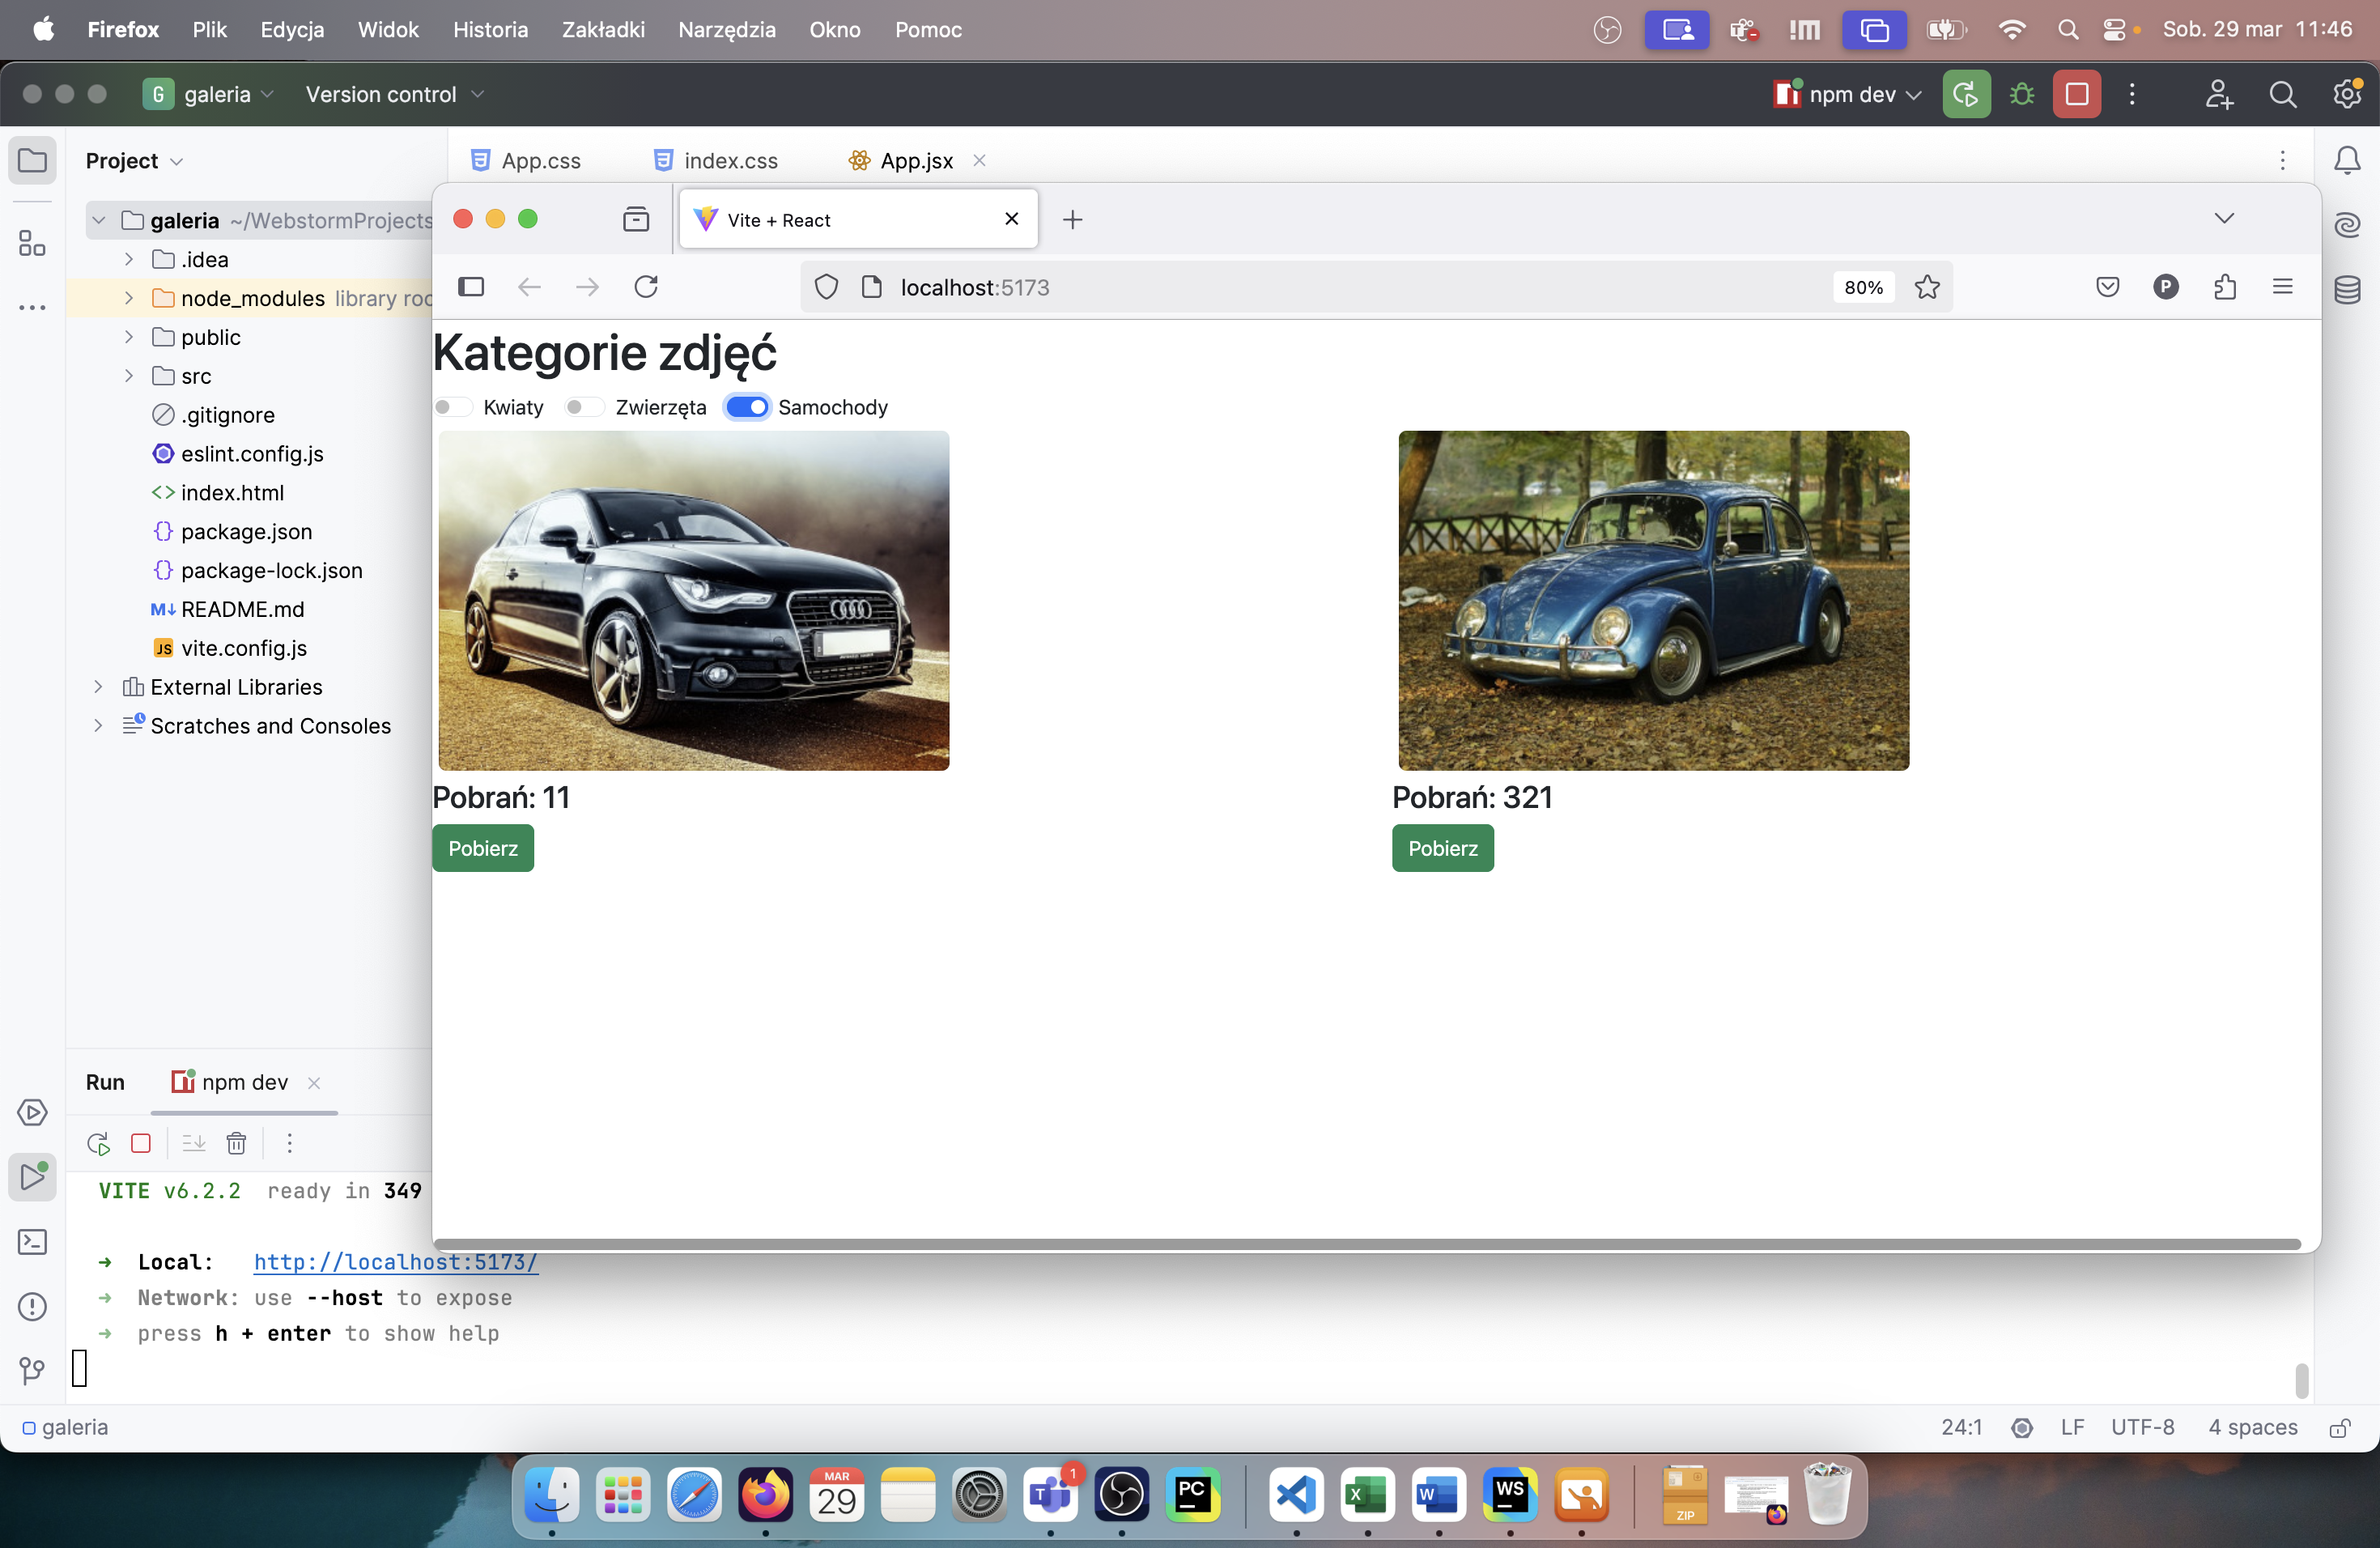 Firefox Plik Edycja Widok Historia Zakładki Narzędzia Okno Pomoc Sob. 29 mar 11:46
G galeria Version control npm dev
Project App.css index.css App.jsx
galeria ~/WebstormProjects
.idea
node_modules library roo
public
src
.gitignore
eslint.config.js
index.html
package.json
package-lock.json
README.md
vite.config.js
External Libraries
Scratches and Consoles
Vite + React
localhost:5173 80%
Kategorie zdjęć
Kwiaty Zwierzęta Samochody
Pobrań: 11 Pobrań: 321
Pobierz Pobierz
Run npm dev
VITE v6.2.2 ready in 349
➜ Local: http://localhost:5173/
➜ Network: use --host to expose
➜ press h + enter to show help
galeria 24:1 LF UTF-8 4 spaces
MAR
29
1
PC
WS
ZIP